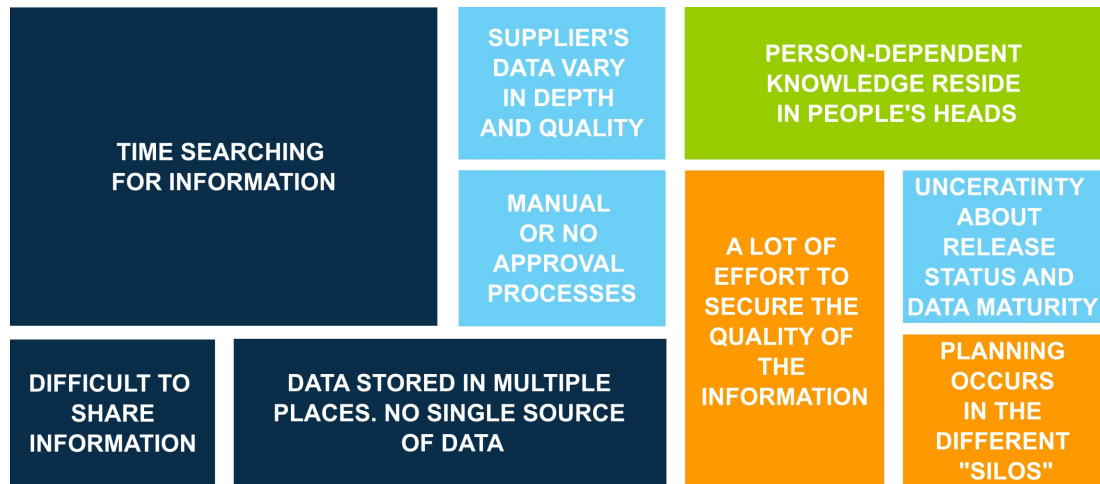 TIME SEARCHING
FOR INFORMATION
SUPPLIER'S
DATA VARY
IN DEPTH
AND QUALITY
PERSON-DEPENDENT
KNOWLEDGE RESIDE
IN PEOPLE'S HEADS
MANUAL
OR NO
APPROVAL
PROCESSES
A LOT OF
EFFORT TO
SECURE THE
QUALITY OF
THE
INFORMATION
UNCERATINTY
ABOUT
RELEASE
STATUS AND
DATA MATURITY
DIFFICULT TO
SHARE
INFORMATION
DATA STORED IN MULTIPLE
PLACES. NO SINGLE SOURCE
OF DATA
PLANNING
OCCURS
IN THE
DIFFERENT
"SILOS"